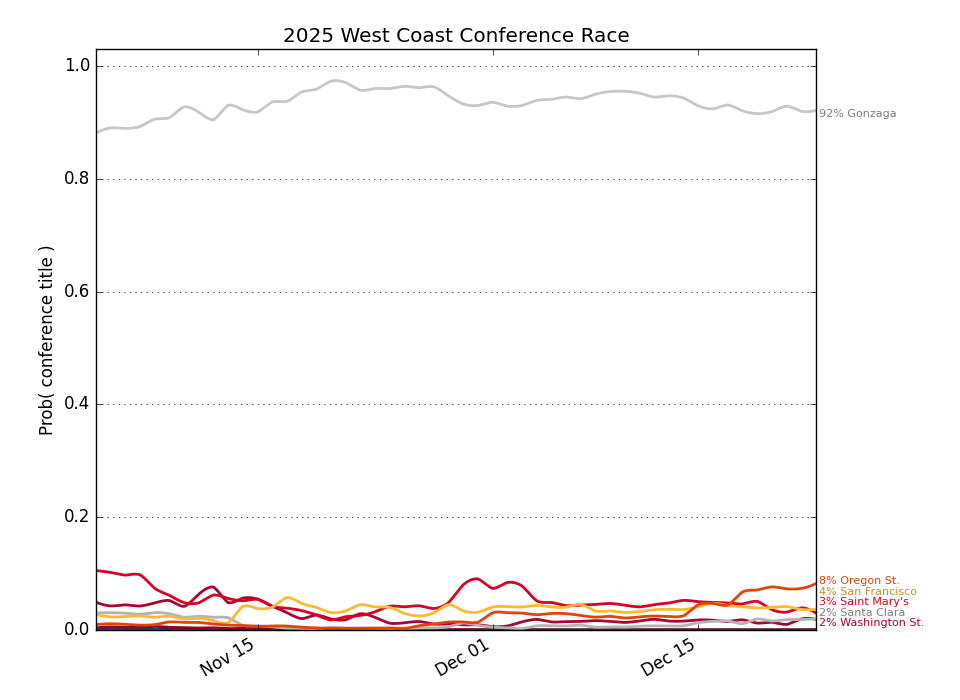 2025 West Coast Conference Race
Prob( conference title )
1.0
0.8
0.6
0.4
0.2
0.0
Nov 15
Dec 01
Dec 15
92% Gonzaga
8% Oregon St.
4% San Francisco
3% Saint Mary's
2% Santa Clara
2% Washington St.